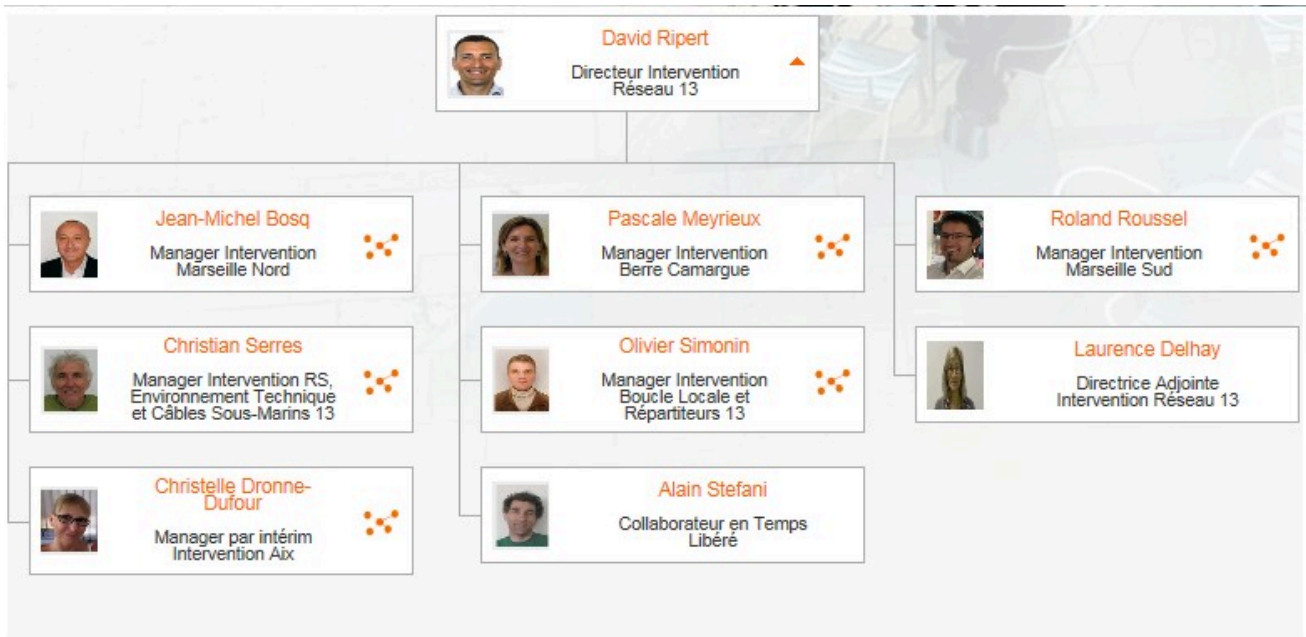 David Ripert
Directeur Intervention
Réseau 13
Jean-Michel Bosq
Manager Intervention
Marseille Nord
Pascale Meyrieux
Manager Intervention
Berre Camargue
Roland Roussel
Manager Intervention
Marseille Sud
Christian Serres
Manager Intervention RS,
Environnement Technique
et Câbles Sous-Marins 13
Olivier Simonin
Manager Intervention
Boucle Locale et
Répartiteurs 13
Laurence Delhay
Directrice Adjointe
Intervention Réseau 13
Christelle Dronne-
Dufour
Manager par intérim
Intervention Aix
Alain Stefani
Collaborateur en Temps
Libéré